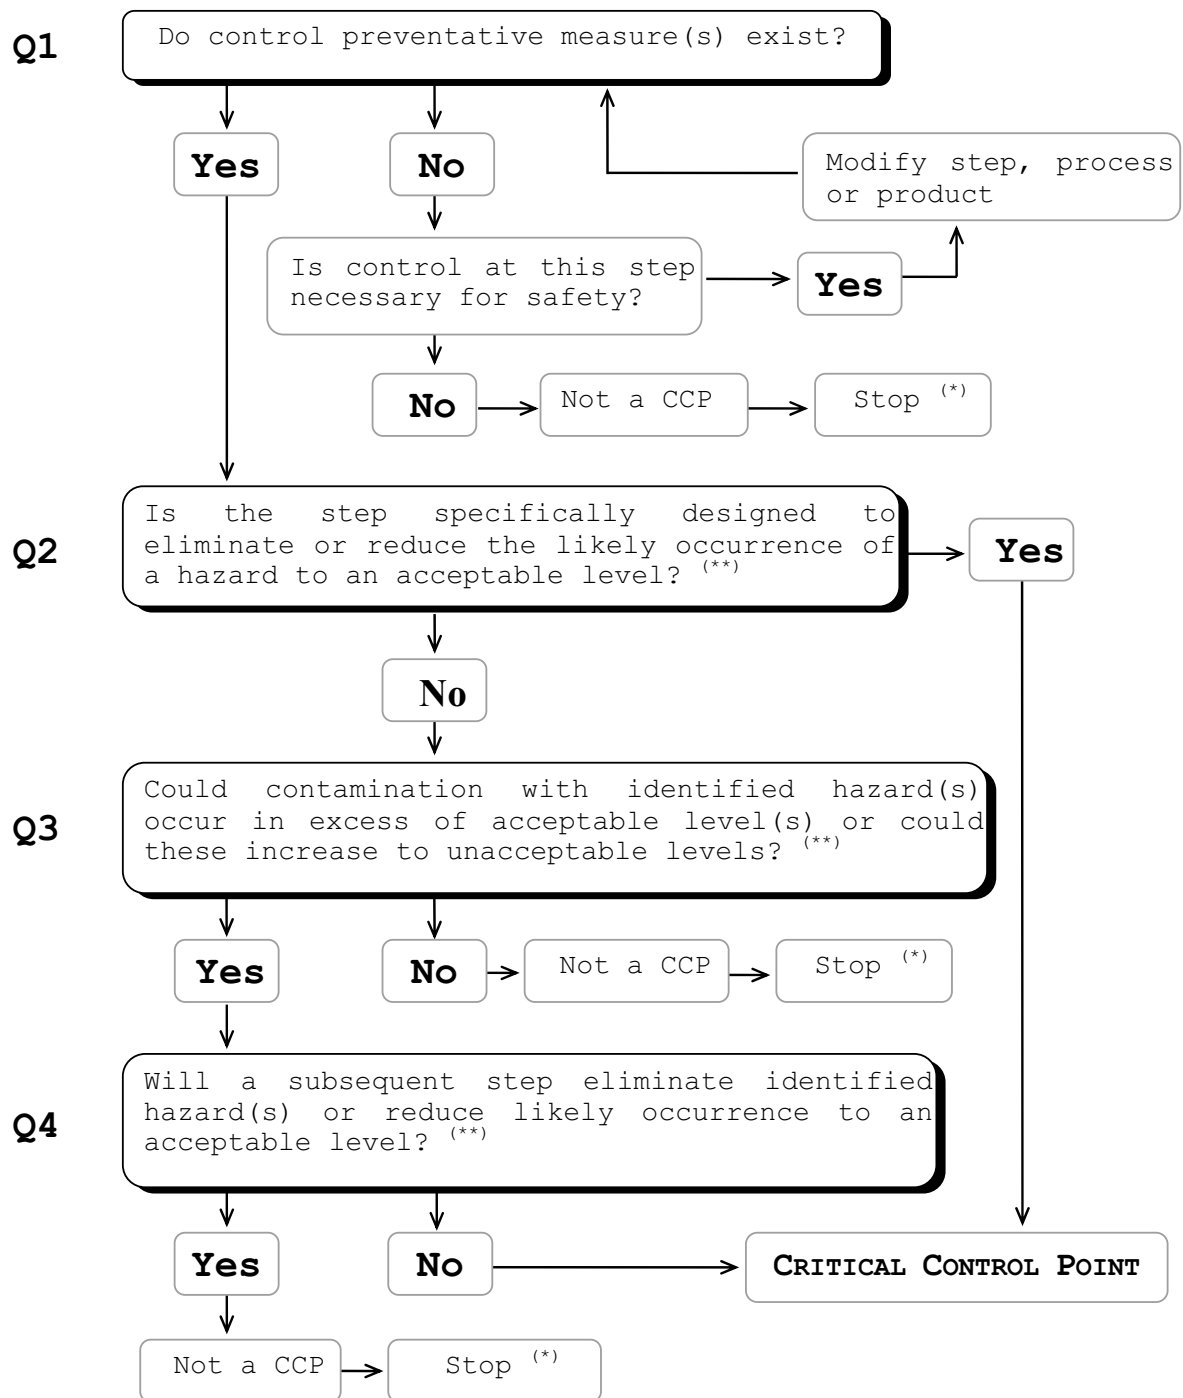 Q1
Do control preventative measure(s) exist?
Yes
No
Modify step, process
or product
Is control at this step
necessary for safety?
Yes
No
Not a CCP
Stop (*)
Q2
Is the step specifically designed to
eliminate or reduce the likely occurrence of
a hazard to an acceptable level? (**)
Yes
No
Q3
Could contamination with identified hazard(s)
occur in excess of acceptable level(s) or could
these increase to unacceptable levels? (**)
Yes
No
Not a CCP
Stop (*)
Q4
Will a subsequent step eliminate identified
hazard(s) or reduce likely occurrence to an
acceptable level? (**)
Yes
No
CRITICAL CONTROL POINT
Not a CCP
Stop (*)